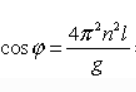 cos φ = 4π²n²l / g =